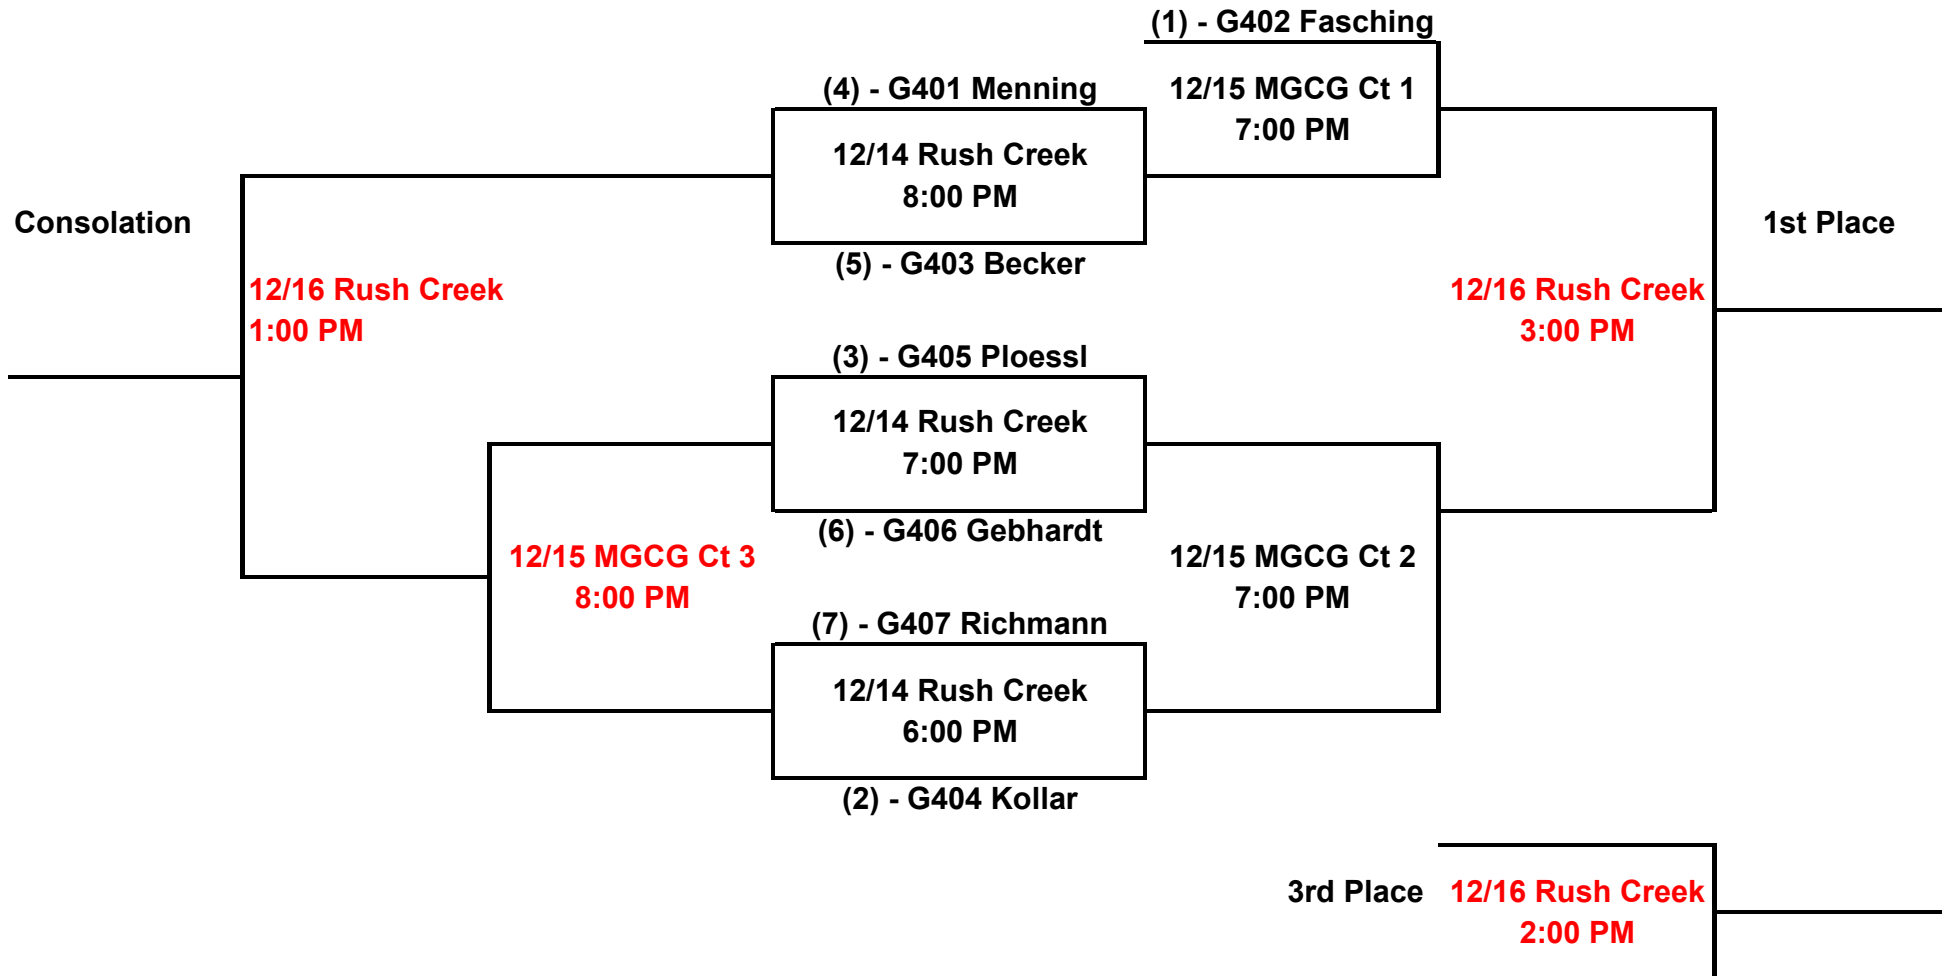 (1) - G402 Fasching
(4) - G401 Menning
12/15 MGCG Ct 1
7:00 PM
12/14 Rush Creek
8:00 PM
Consolation
1st Place
(5) - G403 Becker
12/16 Rush Creek
1:00 PM
12/16 Rush Creek
3:00 PM
(3) - G405 Ploessl
12/14 Rush Creek
7:00 PM
(6) - G406 Gebhardt
12/15 MGCG Ct 3
8:00 PM
12/15 MGCG Ct 2
7:00 PM
(7) - G407 Richmann
12/14 Rush Creek
6:00 PM
(2) - G404 Kollar
3rd Place
12/16 Rush Creek
2:00 PM